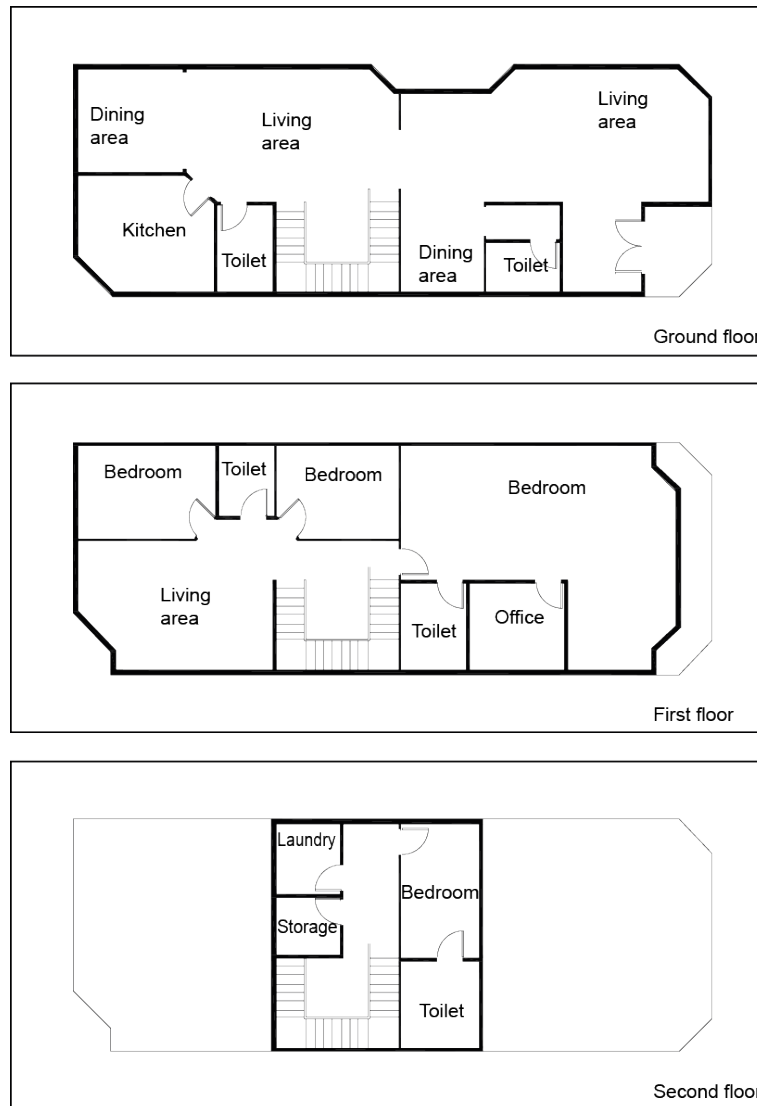 Dining
area
Living
area
Living
area
Kitchen
Toilet
Dining
area
Toilet
Ground floor
Bedroom
Toilet
Bedroom
Bedroom
Living
area
Toilet
Office
First floor
Laundry
Bedroom
Storage
Toilet
Second floor